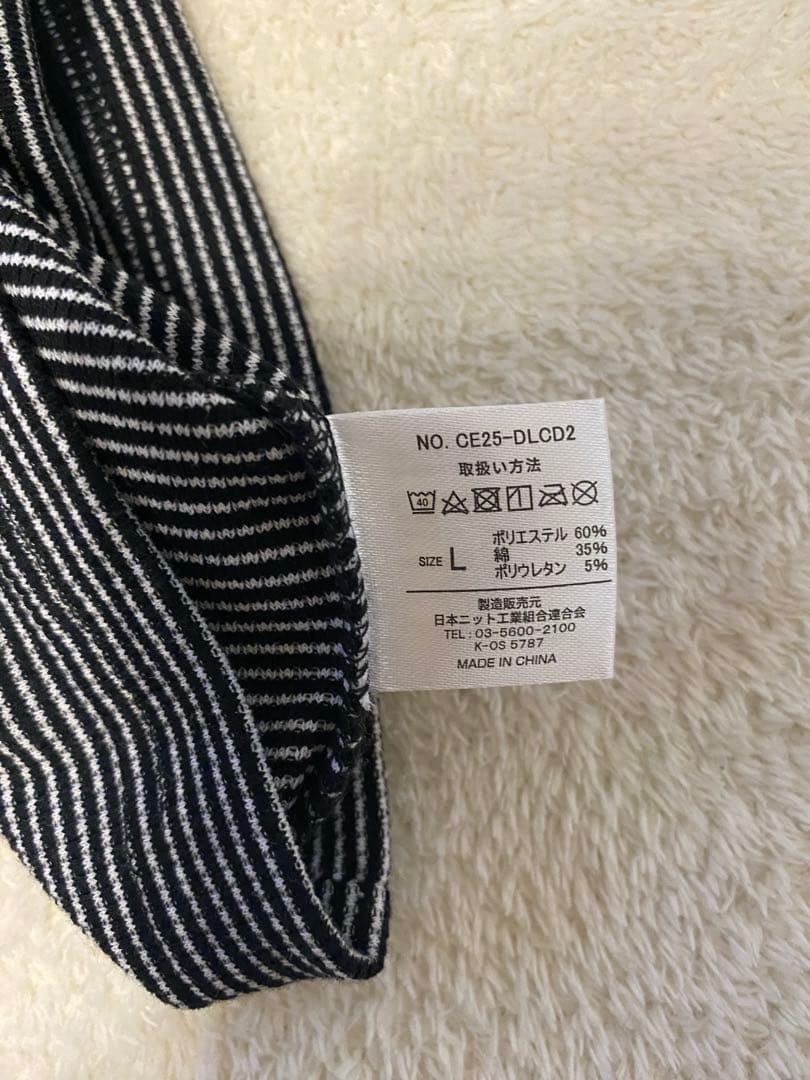 NO. CE25-DLCD2
取扱い方法
40
SIZE L
ポリエステル 60%
綿 35%
ポリウレタン 5%
製造販売元
日本ニット工業組合連合会
TEL:03-5600-2100
K-OS 5787
MADE IN CHINA